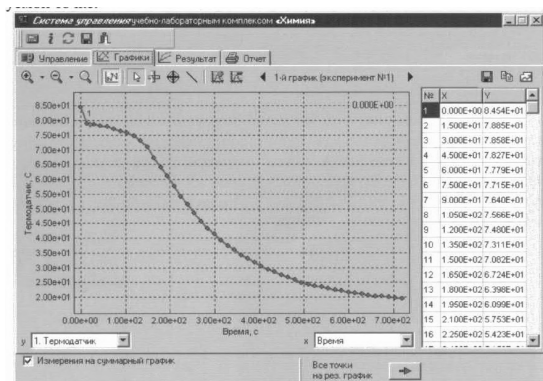 Система управления учебно-лабораторным комплексом «Химия»
Управление Графики Результат Отчет
1-й график (эксперимент №1)
0.000E+00
1
8.50e+01
8.00e+01
7.50e+01
7.00e+01
6.50e+01
6.00e+01
5.50e+01
5.00e+01
4.50e+01
4.00e+01
3.50e+01
3.00e+01
2.50e+01
2.00e+01
Термодатчик, С
0.00e+00 1.00e+02 2.00e+02 3.00e+02 4.00e+02 5.00e+02 6.00e+02 7.00e+02
Время, с
№ X Y
1 0.000E+00 8.454E+01
2 1.500E+01 7.885E+01
3 3.000E+01 7.858E+01
4 4.500E+01 7.827E+01
5 6.000E+01 7.779E+01
6 7.500E+01 7.715E+01
7 9.000E+01 7.640E+01
8 1.050E+02 7.566E+01
9 1.200E+02 7.480E+01
10 1.350E+02 7.311E+01
11 1.500E+02 7.082E+01
12 1.650E+02 6.724E+01
13 1.800E+02 6.398E+01
14 1.950E+02 6.099E+01
15 2.100E+02 5.753E+01
16 2.250E+02 5.423E+01
y 1. Термодатчик
x Время
Измерения на суммарный график
Все точки
на рез. график